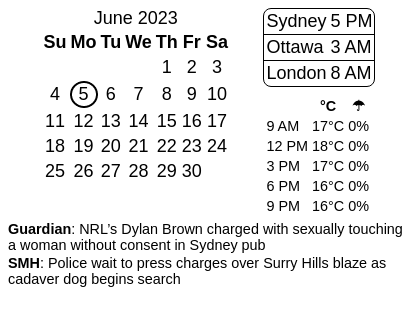 June 2023
Su Mo Tu We Th Fr Sa
1 2 3
4 5 6 7 8 9 10
11 12 13 14 15 16 17
18 19 20 21 22 23 24
25 26 27 28 29 30
Sydney 5 PM
Ottawa 3 AM
London 8 AM
°C ☂
9 AM 17°C 0%
12 PM 18°C 0%
3 PM 17°C 0%
6 PM 16°C 0%
9 PM 16°C 0%
Guardian: NRL's Dylan Brown charged with sexually touching
a woman without consent in Sydney pub
SMH: Police wait to press charges over Surry Hills blaze as
cadaver dog begins search